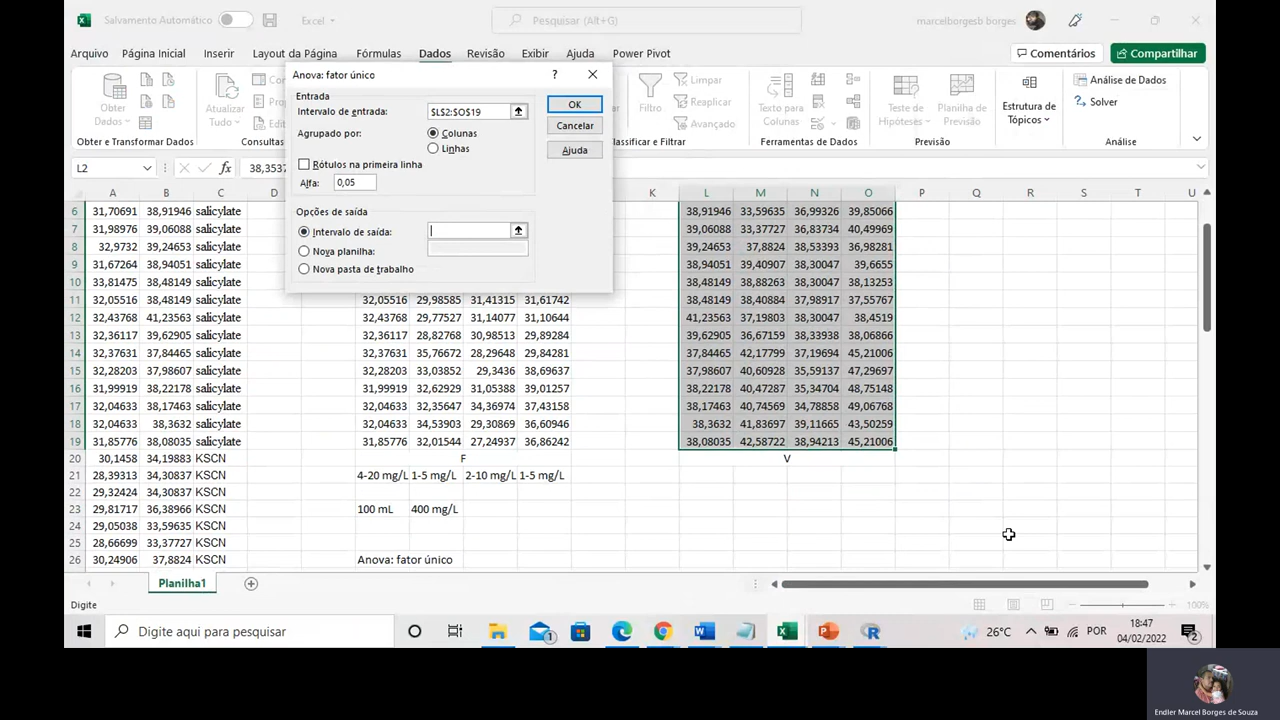 Salvamento Automático
Excel
Pesquisar (Alt+G)
marcelborgesb borges
Arquivo Página Inicial Inserir Layout da Página Fórmulas Dados Revisão Exibir Ajuda Power Pivot
Comentários Compartilhar
Obter Dados
Atualizar Tudo
Filtro
Limpar
Reaplicar
Avançado
Texto para Colunas
Teste de Hipóteses
Planilha de Previsão
Estrutura de Tópicos
Análise de Dados
Solver
Obter e Transformar Dados Consultas Classificar e Filtrar Ferramentas de Dados Previsão Análise
Anova: fator único
?
Entrada
Intervalo de entrada: $L$2:$O$19
OK
Cancelar
Ajuda
Agrupado por: Colunas
Linhas
Rótulos na primeira linha
Alfa: 0,05
Opções de saída
Intervalo de saída:
Nova planilha:
Nova pasta de trabalho
L2 fx
A B C D K L M N O P Q R S T U
6 31,70691 38,91946 salicylate 38,91946 33,59635 36,99326 39,85066
7 31,98976 39,06088 salicylate 39,06088 33,37727 36,83734 40,49969
8 32,9732 39,24653 salicylate 39,24653 37,8824 38,53393 36,98281
9 31,67264 38,94051 salicylate 38,94051 39,40907 38,30047 39,6655
10 33,81475 38,48149 salicylate 38,48149 38,88263 38,30047 38,13253
11 32,05516 38,48149 salicylate 32,05516 29,98585 31,41315 31,61742 38,48149 38,40884 37,98917 37,55767
12 32,43768 41,23563 salicylate 32,43768 29,77527 31,14077 31,10644 41,23563 37,19803 38,30047 38,4519
13 32,36117 39,62905 salicylate 32,36117 28,82768 30,98513 29,89284 39,62905 36,67159 38,33938 38,06866
14 32,37631 37,84465 salicylate 32,37631 35,76672 28,29648 29,84281 37,84465 42,17799 37,19694 45,21006
15 32,28203 37,98607 salicylate 32,28203 33,03852 29,3436 38,69637 37,98607 40,60928 35,59137 47,29697
16 31,99919 38,22178 salicylate 31,99919 32,62929 31,05388 39,01257 38,22178 40,47287 35,34704 48,75148
17 32,04633 38,17463 salicylate 32,04633 32,35647 34,36974 37,43158 38,17463 40,74569 34,78858 49,06768
18 32,04633 38,3632 salicylate 32,04633 34,53903 29,30866 30,60946 38,3632 41,83697 39,11665 43,50259
19 31,85776 38,08035 salicylate 31,85776 32,01544 27,24937 36,86242 38,08035 42,58722 38,94213 45,21006
20 30,1458 34,19883 KSCN F V
21 28,39313 34,30837 KSCN 4-20 mg/L 1-5 mg/L 2-10 mg/L 1-5 mg/L
22 29,32424 34,30837 KSCN
23 29,81717 36,38966 KSCN 100 mL 400 mg/L
24 29,05038 33,59635 KSCN
25 28,66699 33,37727 KSCN
26 30,24906 37,8824 KSCN Anova: fator único
Planilha1
Digite
100%
Digite aqui para pesquisar
26°C
POR
18:47
04/02/2022
Endler Marcel Borges de Souza